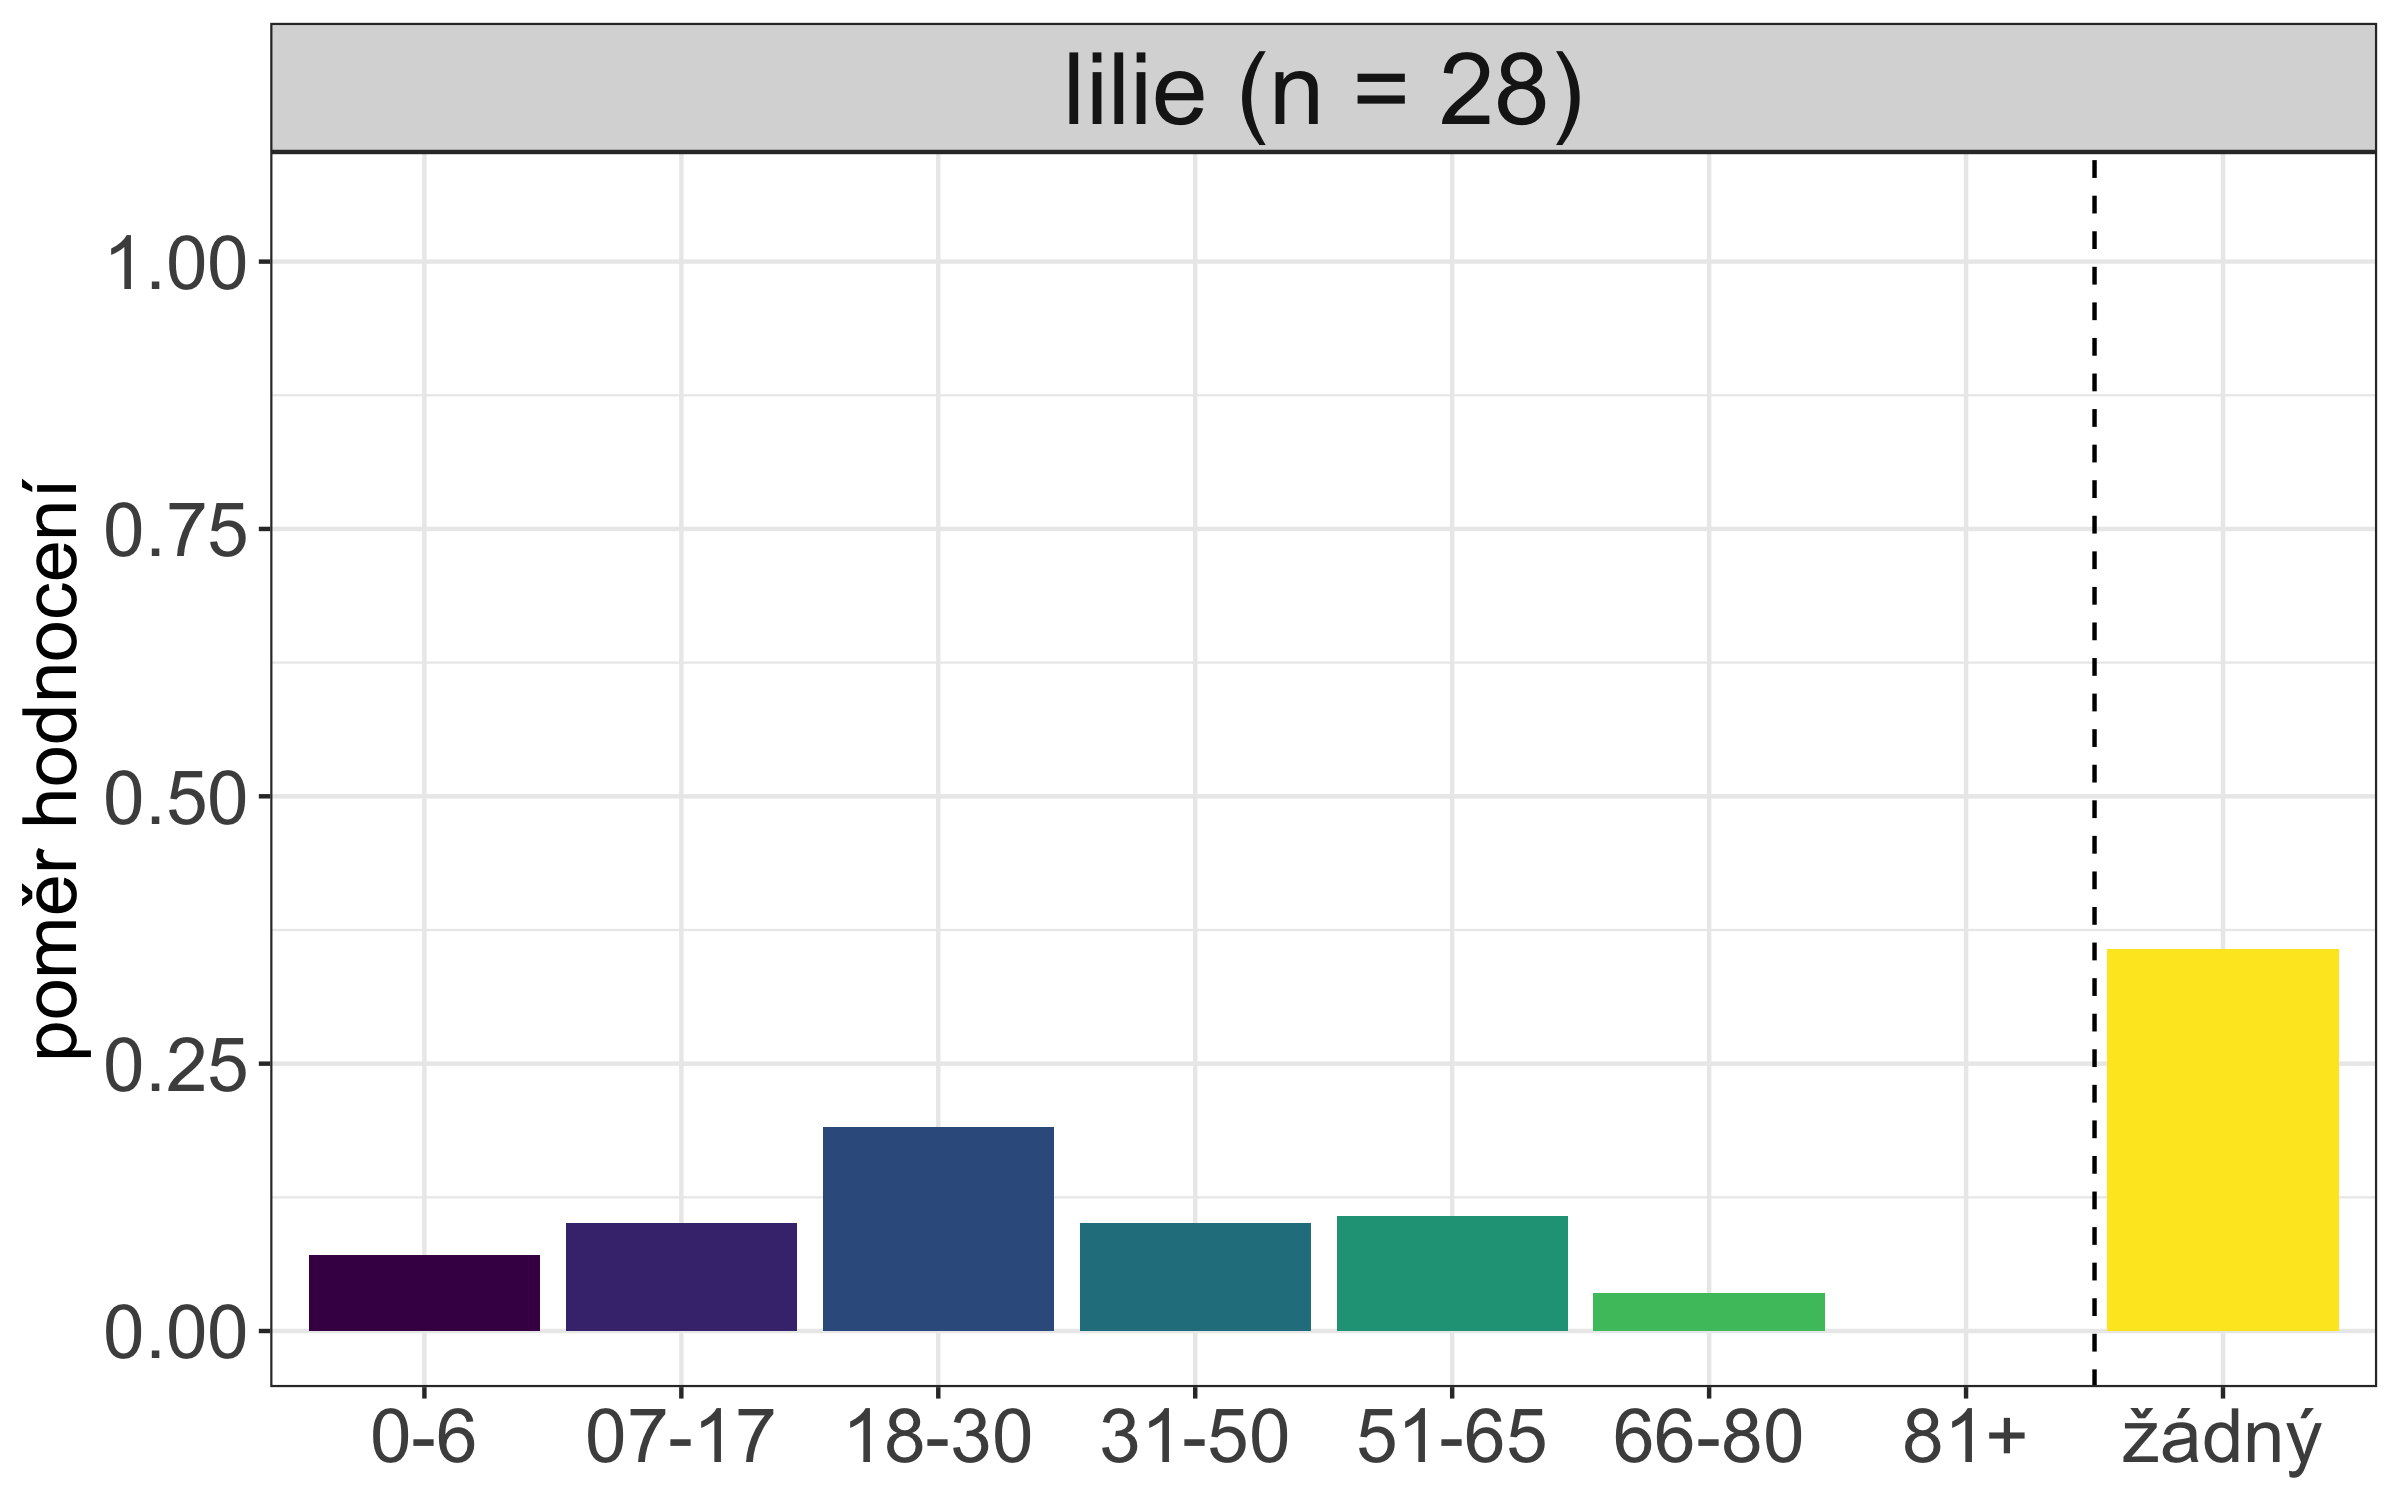 lilie (n = 28)
poměr hodnocení
1.00
0.75
0.50
0.25
0.00
0-6 07-17 18-30 31-50 51-65 66-80 81+ žádný